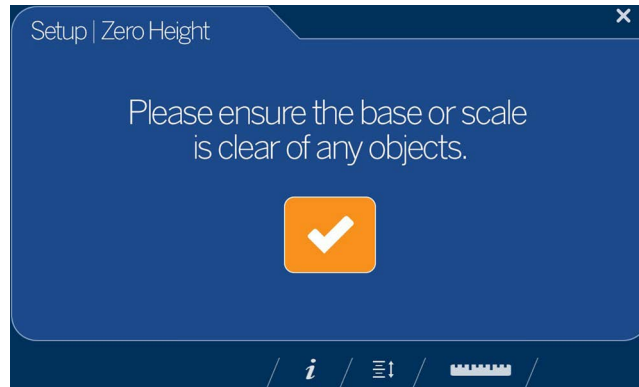 Setup | Zero Height
Please ensure the base or scale
is clear of any objects.
i